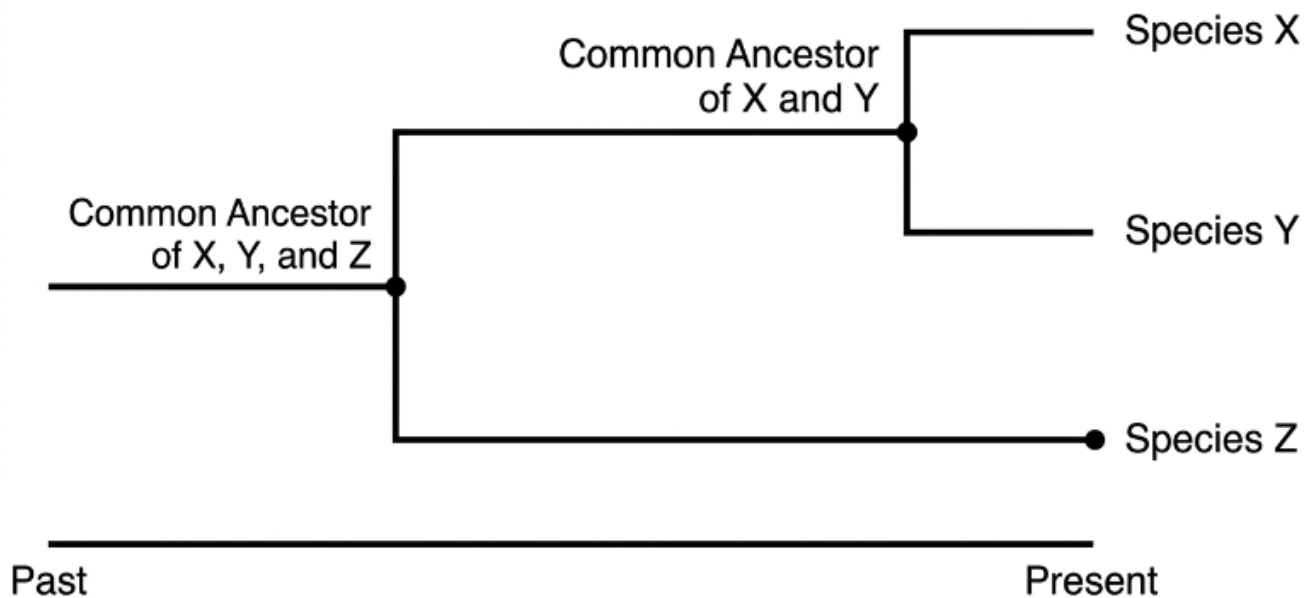 Species X
Common Ancestor
of X and Y
Common Ancestor
of X, Y, and Z
Species Y
Species Z
Past
Present